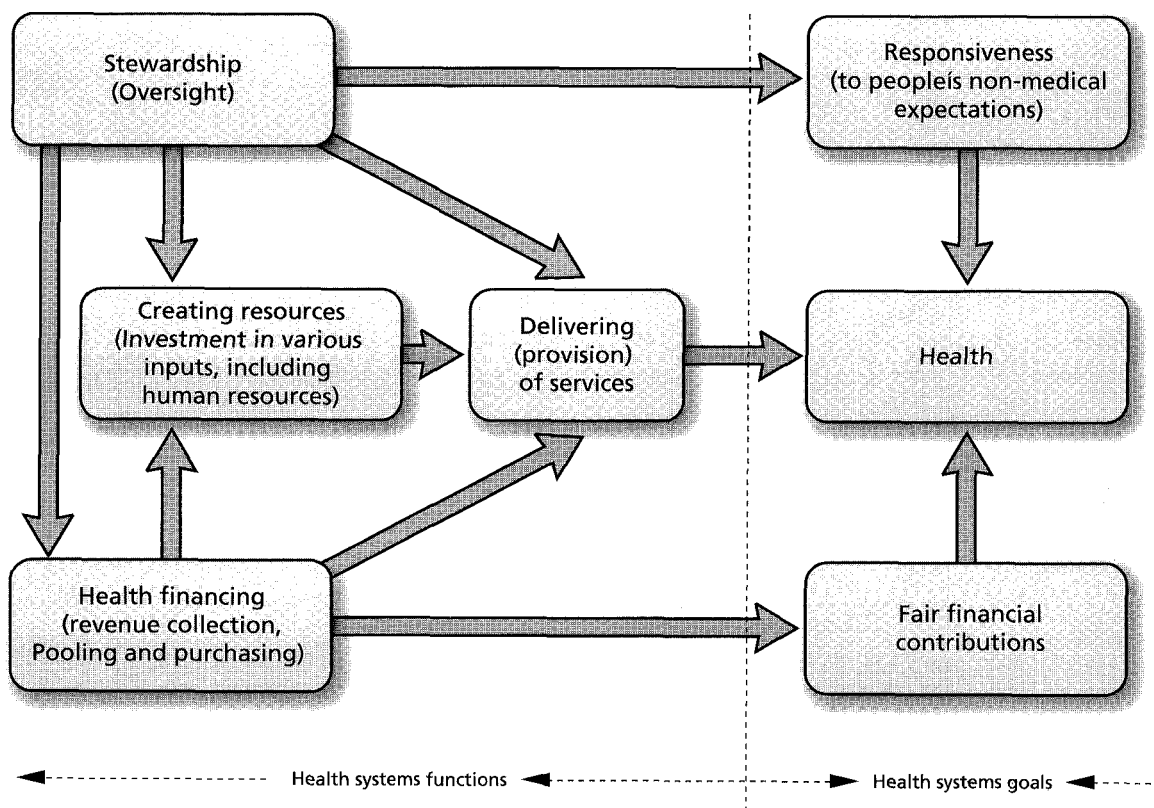 Stewardship
(Oversight)
Responsiveness
(to peopleís non-medical
expectations)
Creating resources
(Investment in various
inputs, including
human resources)
Delivering
(provision)
of services
Health
Health financing
(revenue collection,
Pooling and purchasing)
Fair financial
contributions
Health systems functions
Health systems goals